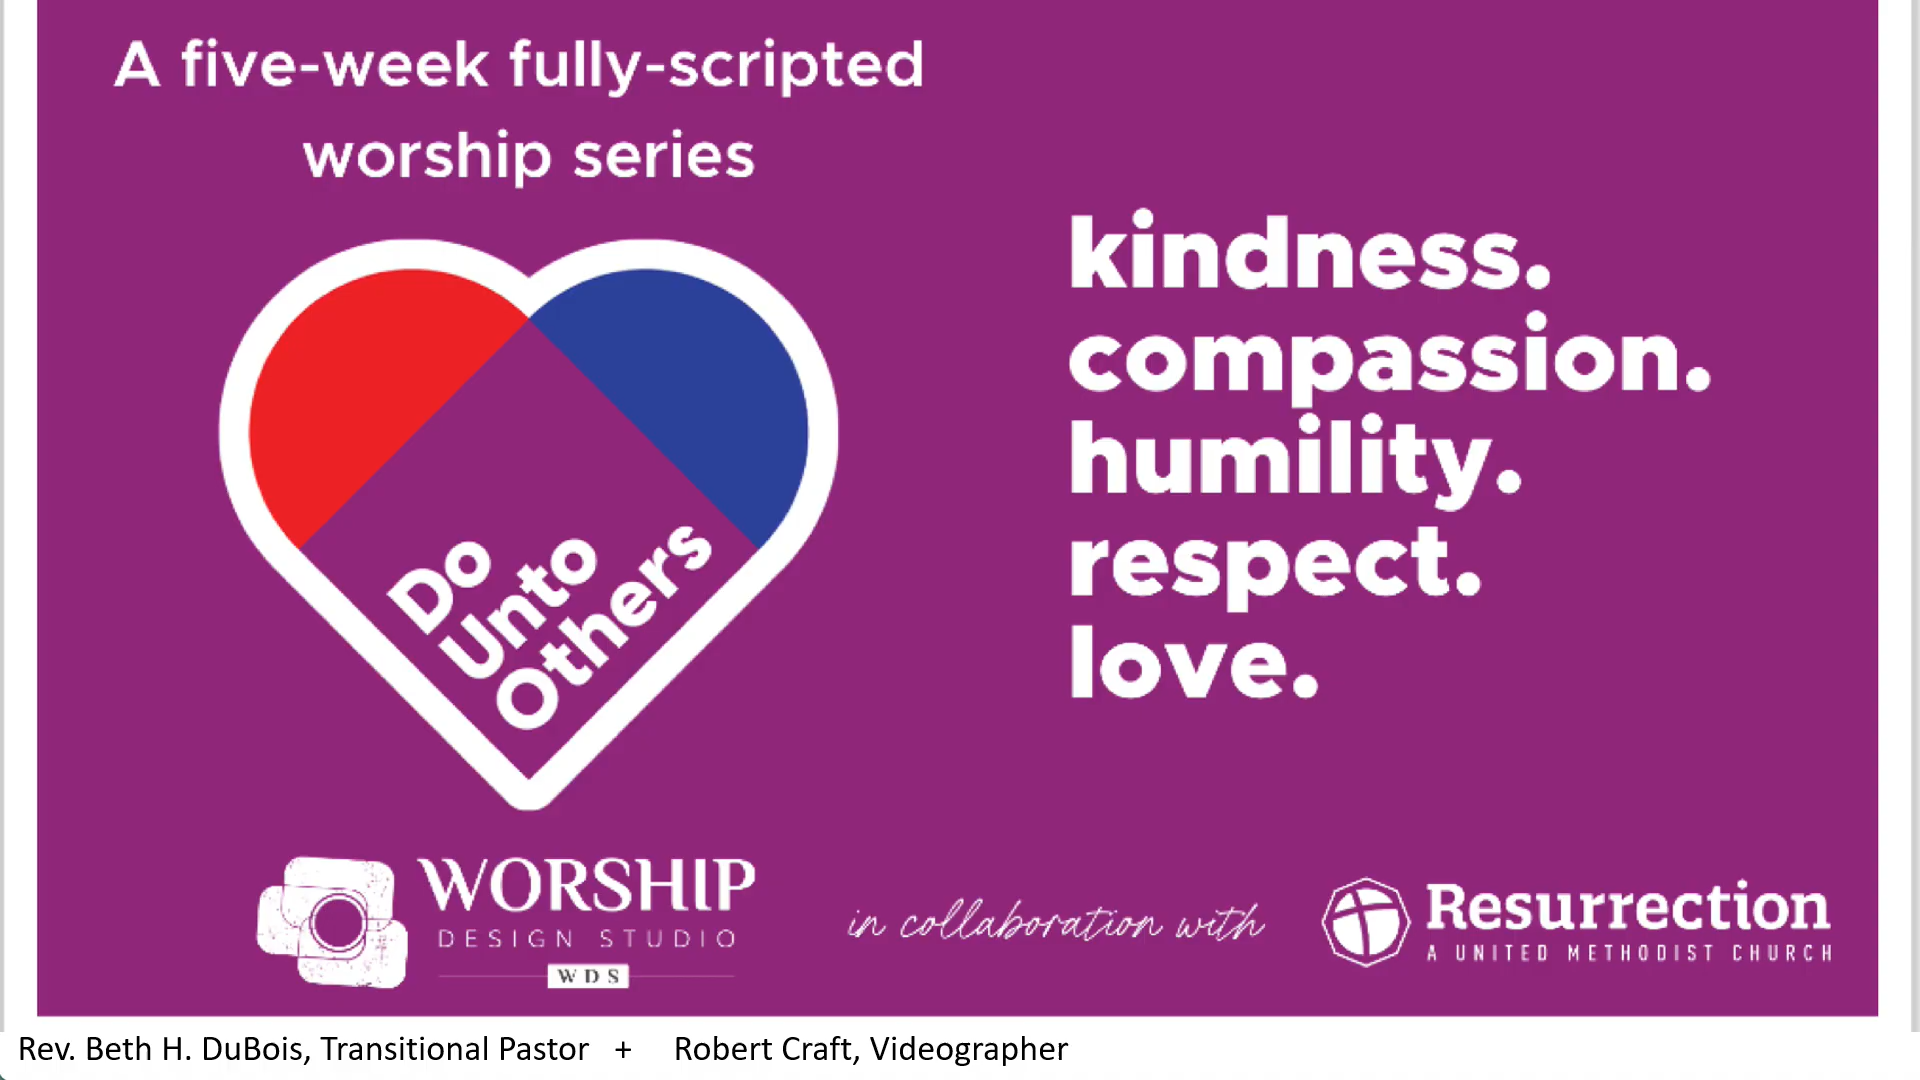 A five-week fully-scripted
worship series
kindness.
compassion.
humility.
respect.
love.
Do
Unto
Others
WORSHIP
DESIGN STUDIO
WDS
in collaboration with
Resurrection
A UNITED METHODIST CHURCH
Rev. Beth H. DuBois, Transitional Pastor + Robert Craft, Videographer